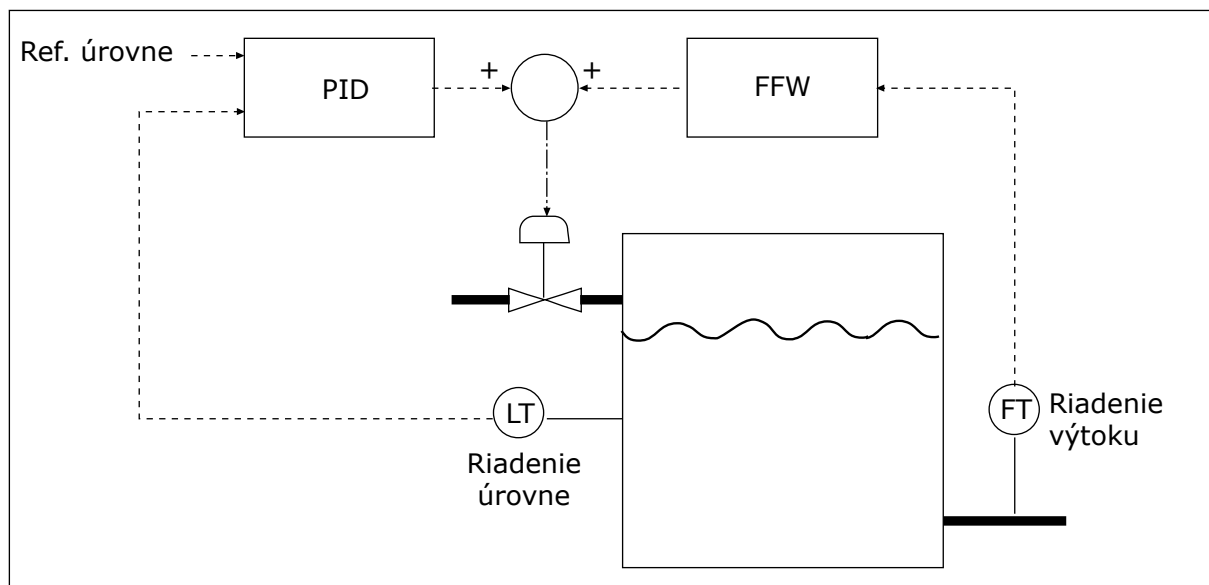 Ref. úrovne
PID
+
+
FFW
LT
Riadenie
úrovne
FT
Riadenie
výtoku